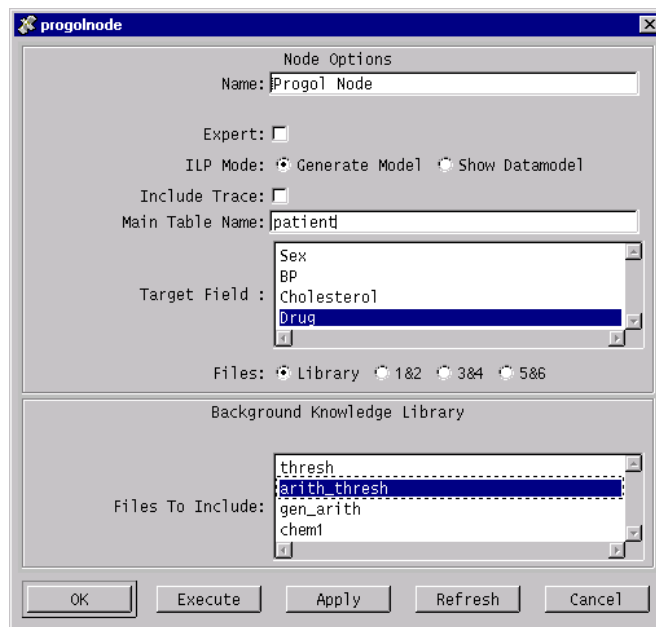 progolnode
Node Options
Name: Progol Node
Expert:
ILP Mode: Generate Model Show Datamodel
Include Trace:
Main Table Name: patient
Sex
BP
Target Field : Cholesterol
Drug
Files: Library 1&2 3&4 5&6
Background Knowledge Library
thresh
arith_thresh
Files To Include: gen_arith
chem1
OK Execute Apply Refresh Cancel